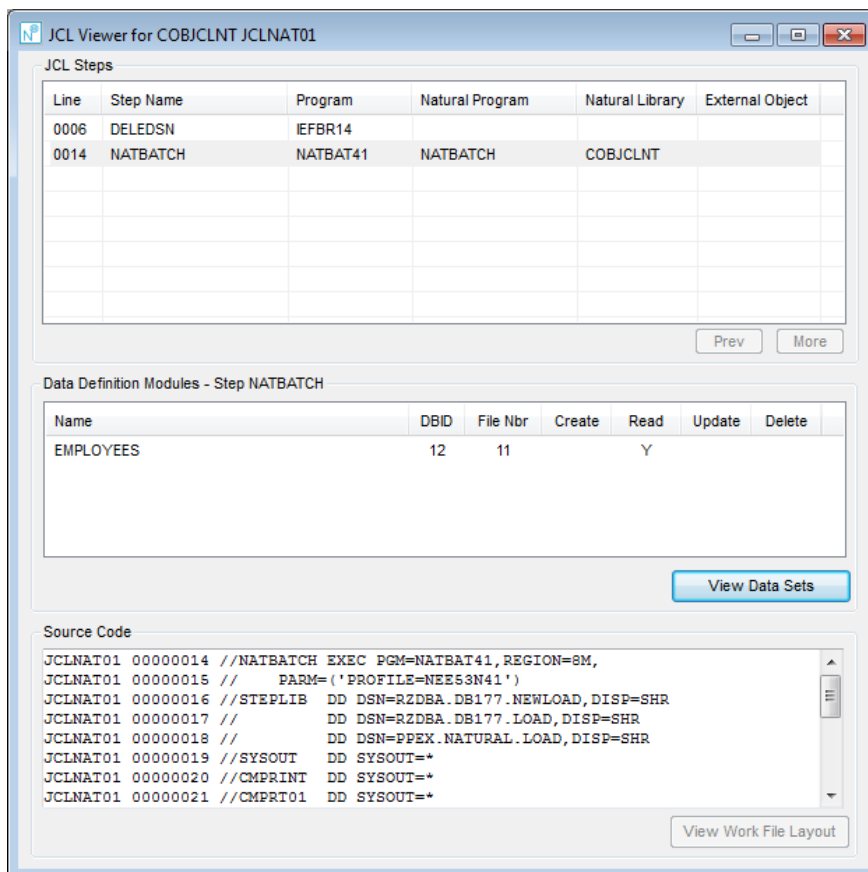 JCL Viewer for COBJCLNT JCLNAT01
JCL Steps
Line Step Name Program Natural Program Natural Library External Object
0006 DELEDSN IEFBR14
0014 NATBATCH NATBAT41 NATBATCH COBJCLNT
Prev More
Data Definition Modules - Step NATBATCH
Name DBID File Nbr Create Read Update Delete
EMPLOYEES 12 11 Y
View Data Sets
Source Code
JCLNAT01 00000014 //NATBATCH EXEC PGM=NATBAT41,REGION=8M,
JCLNAT01 00000015 // PARM=('PROFILE=NEE53N41')
JCLNAT01 00000016 //STEPLIB DD DSN=RZDBA.DB177.NEWLOAD,DISP=SHR
JCLNAT01 00000017 // DD DSN=RZDBA.DB177.LOAD,DISP=SHR
JCLNAT01 00000018 // DD DSN=PPEX.NATURAL.LOAD,DISP=SHR
JCLNAT01 00000019 //SYSOUT DD SYSOUT=*
JCLNAT01 00000020 //CMPRINT DD SYSOUT=*
JCLNAT01 00000021 //CMPRT01 DD SYSOUT=*
View Work File Layout